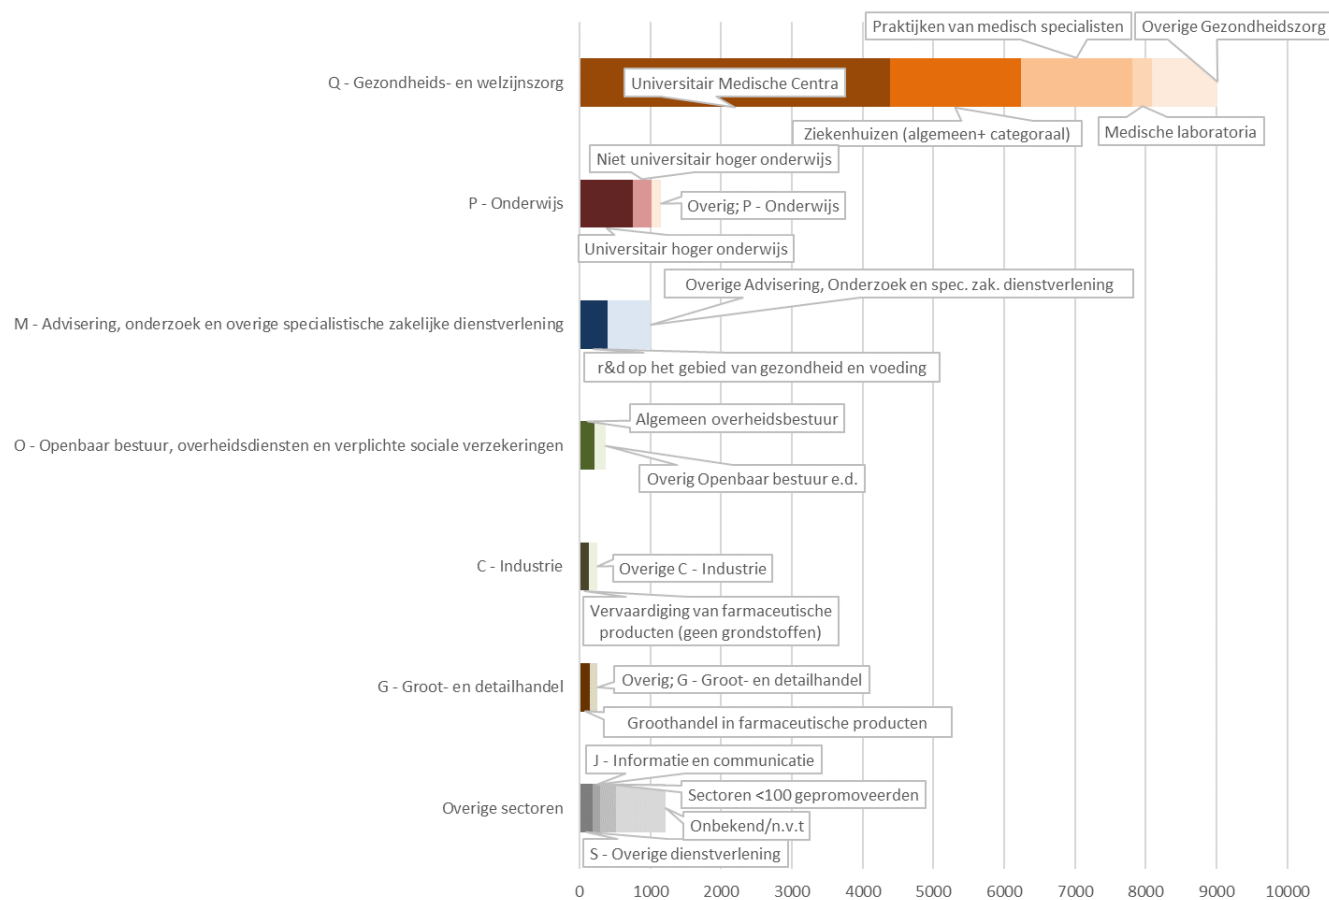 Praktijken van medisch specialisten
Overige Gezondheidszorg
Q - Gezondheids- en welzijnszorg
Universitair Medische Centra
Ziekenhuizen (algemeen+ categoraal)
Medische laboratoria
Niet universitair hoger onderwijs
P - Onderwijs
Overig; P - Onderwijs
Universitair hoger onderwijs
Overige Advisering, Onderzoek en spec. zak. dienstverlening
M - Advisering, onderzoek en overige specialistische zakelijke dienstverlening
r&d op het gebied van gezondheid en voeding
Algemeen overheidsbestuur
O - Openbaar bestuur, overheidsdiensten en verplichte sociale verzekeringen
Overig Openbaar bestuur e.d.
C - Industrie
Overige C - Industrie
Vervaardiging van farmaceutische
producten (geen grondstoffen)
G - Groot- en detailhandel
Overig; G - Groot- en detailhandel
Groothandel in farmaceutische producten
J - Informatie en communicatie
Sectoren <100 gepromoveerden
Overige sectoren
Onbekend/n.v.t
S - Overige dienstverlening
0 1000 2000 3000 4000 5000 6000 7000 8000 9000 10000